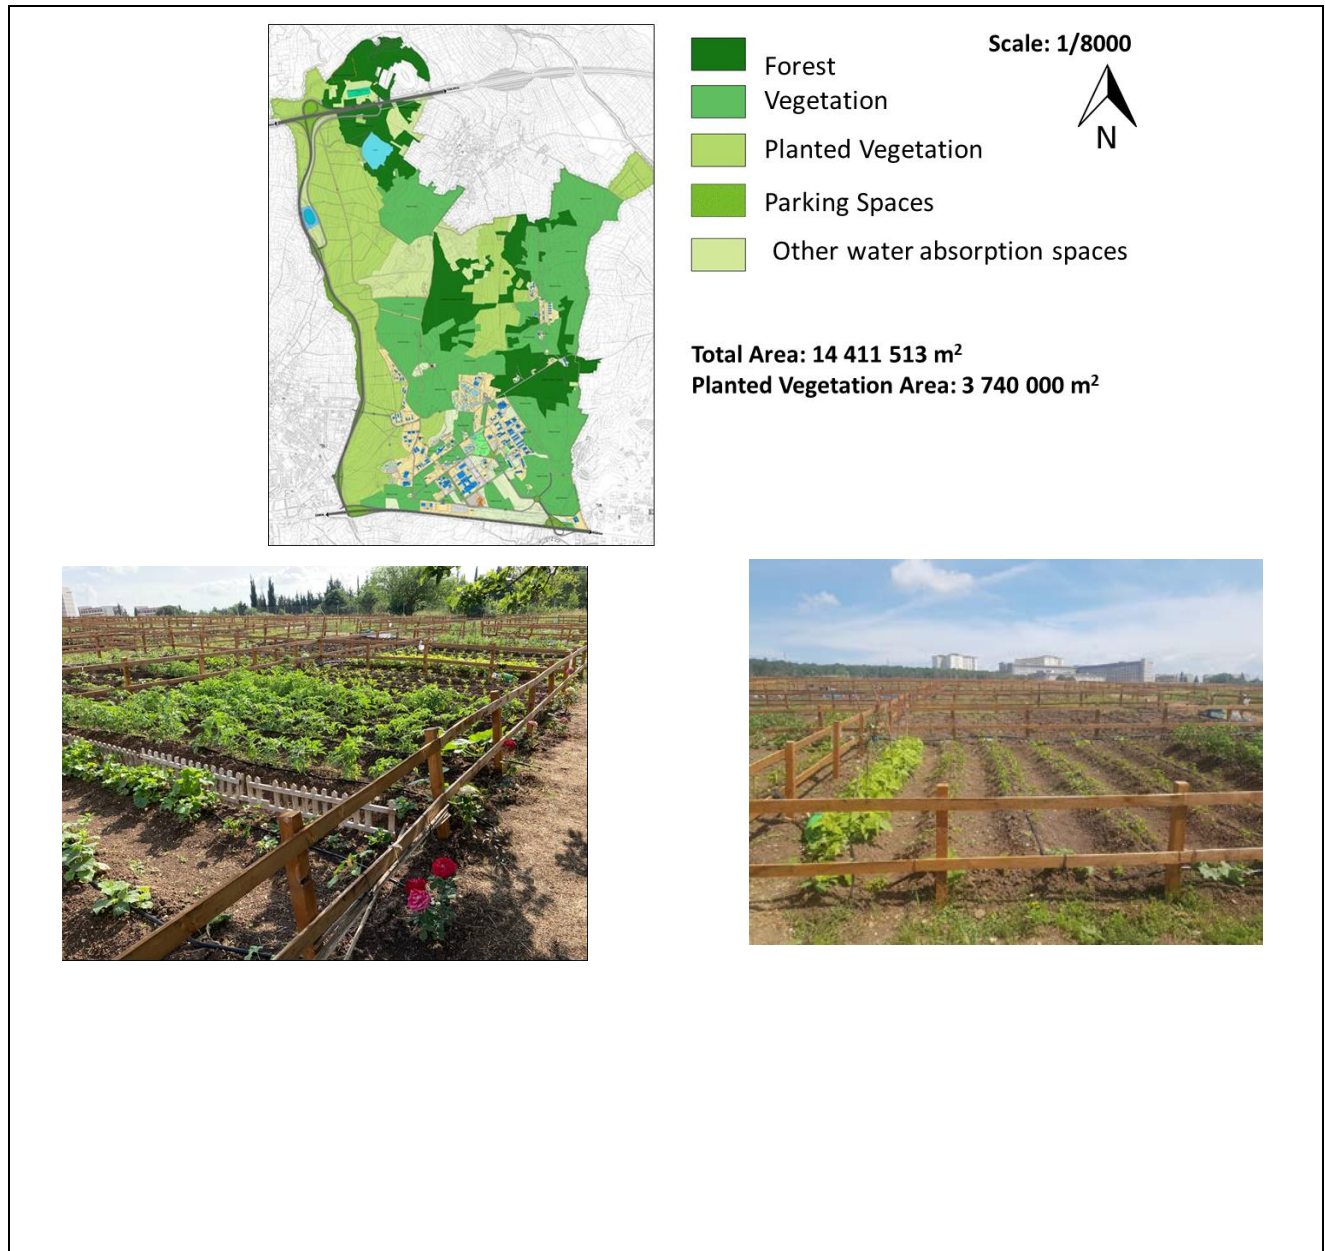 Scale: 1/8000
N
Forest
Vegetation
Planted Vegetation
Parking Spaces
Other water absorption spaces
Total Area: 14 411 513 m²
Planted Vegetation Area: 3 740 000 m²